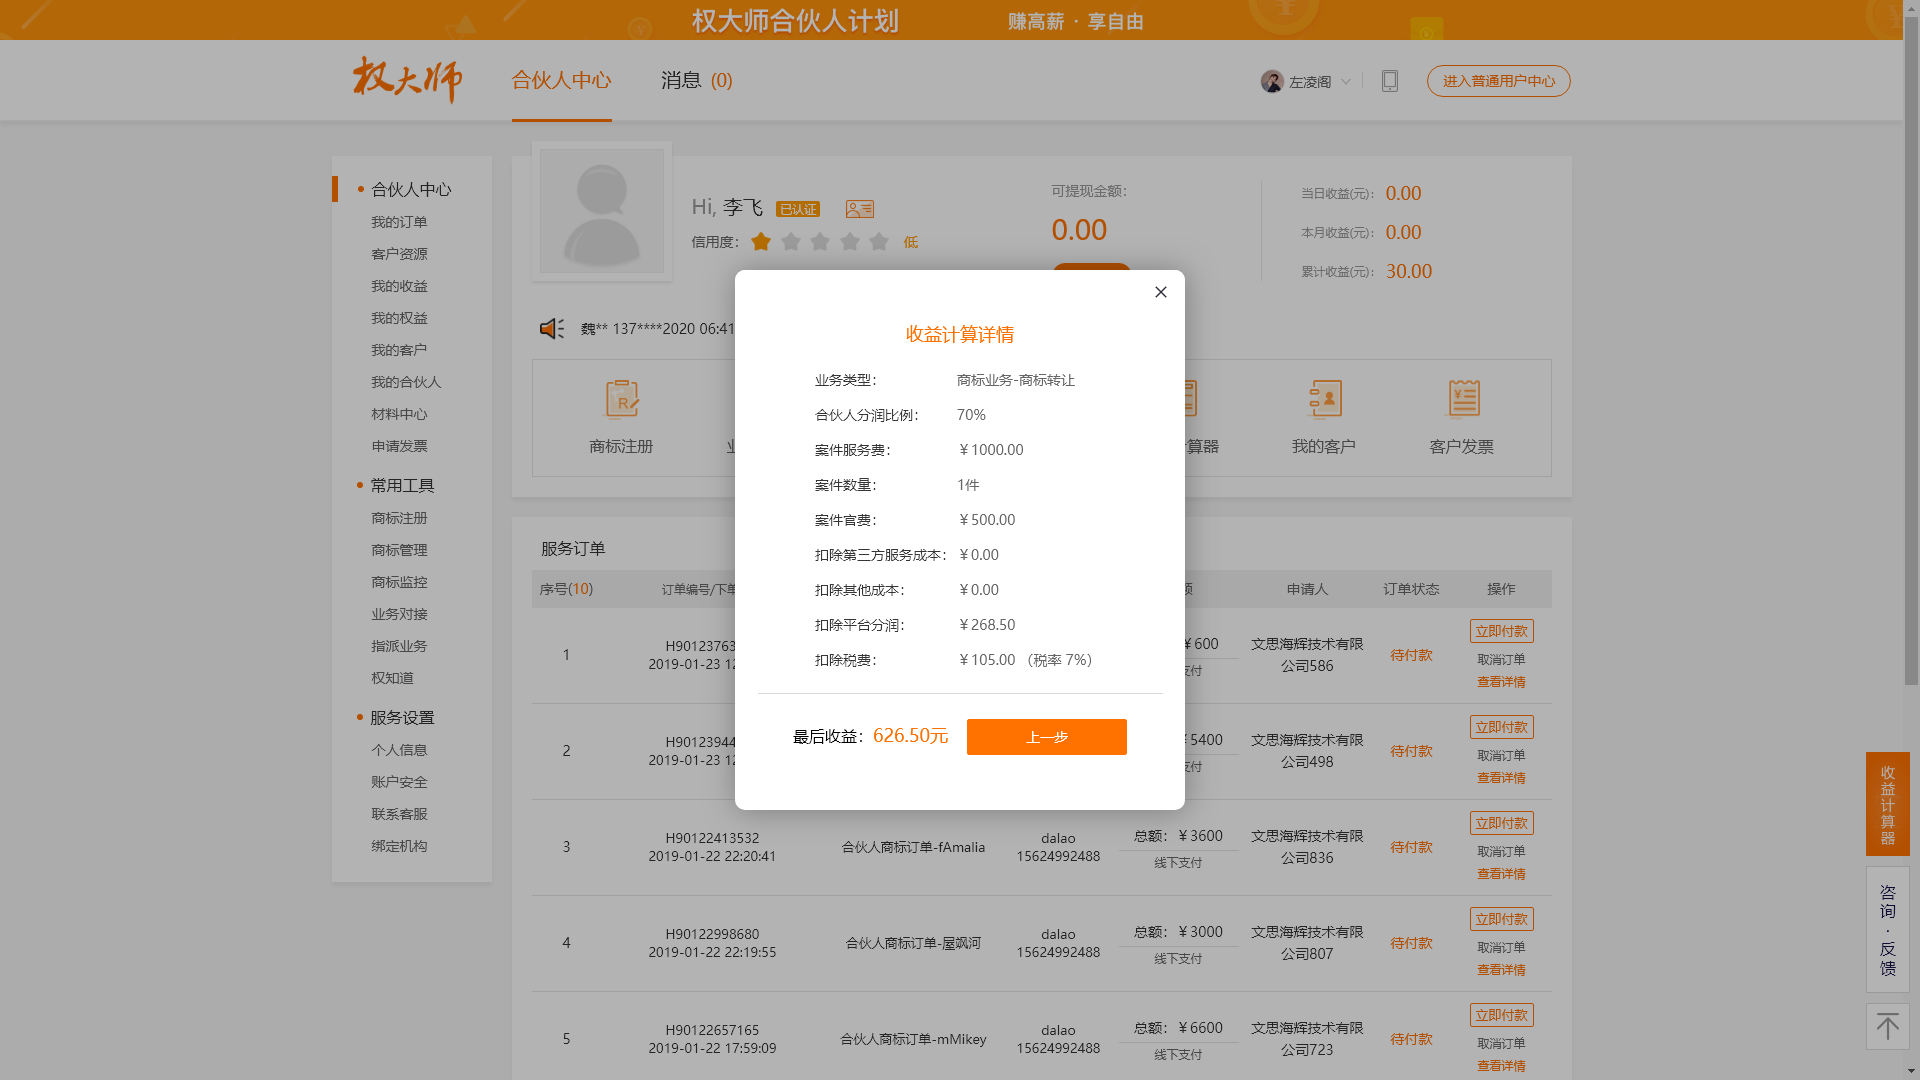 权大师合伙人计划 赚高薪 · 享自由
权大师 合伙人中心 消息 (0) 左凌阁 进入普通用户中心
合伙人中心
我的订单
客户资源
我的收益
我的权益
我的客户
我的合伙人
材料中心
申请发票
常用工具
商标注册
商标管理
商标监控
业务对接
指派业务
权知道
服务设置
个人信息
账户安全
联系客服
绑定机构
Hi, 李飞 已认证
信用度： 低
可提现金额：
0.00
当日收益(元)： 0.00
本月收益(元)： 0.00
累计收益(元)： 30.00
魏** 137****2020 06:41
商标注册
我的客户
客户发票
算器
收益计算详情
业务类型： 商标业务-商标转让
合伙人分润比例： 70%
案件服务费： ￥1000.00
案件数量： 1件
案件官费： ￥500.00
扣除第三方服务成本： ￥0.00
扣除其他成本： ￥0.00
扣除平台分润： ￥268.50
扣除税费： ￥105.00 （税率 7%）
最后收益： 626.50元 上一步
服务订单
序号(10) 订单编号/下单 额 申请人 订单状态 操作
1 H90123763 ￥600 文思海辉技术有限 待付款 立即付款
2019-01-23 12 支付 公司586 取消订单
查看详情
2 H90123944 5400 文思海辉技术有限 待付款 立即付款
2019-01-23 12 支付 公司498 取消订单
查看详情
3 H90122413532 合伙人商标订单-fAmalia dalao 总额：￥3600 文思海辉技术有限 待付款 立即付款
2019-01-22 22:20:41 15624992488 线下支付 公司836 取消订单
查看详情
4 H90122998680 合伙人商标订单-屋飒河 dalao 总额：￥3000 文思海辉技术有限 待付款 立即付款
2019-01-22 22:19:55 15624992488 线下支付 公司807 取消订单
查看详情
5 H90122657165 合伙人商标订单-mMikey dalao 总额：￥6600 文思海辉技术有限 待付款 立即付款
2019-01-22 17:59:09 15624992488 线下支付 公司723 取消订单
查看详情
收益计算器
咨询·反馈